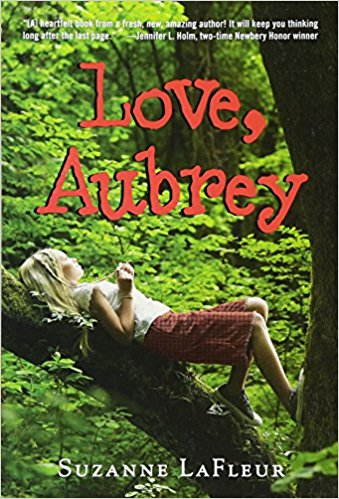 "[A] heartfelt book from a fresh, new, amazing author! It will keep you thinking
long after the last page. —Jennifer L. Holm, two-time Newbery Honor winner
Love,
Aubrey
Suzanne LaFleur